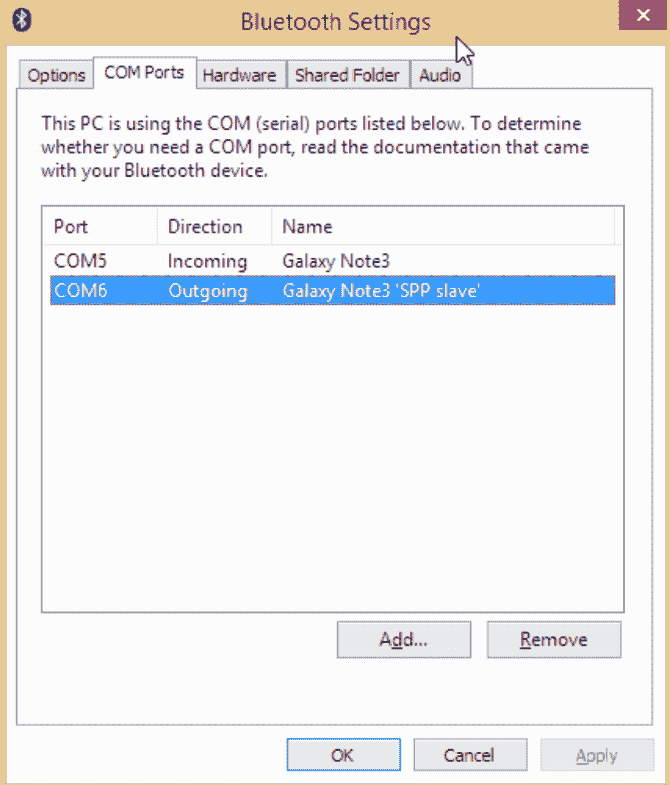 Bluetooth Settings
Options COM Ports Hardware Shared Folder Audio
This PC is using the COM (serial) ports listed below. To determine
whether you need a COM port, read the documentation that came
with your Bluetooth device.
Port Direction Name
COM5 Incoming Galaxy Note3
COM6 Outgoing Galaxy Note3 'SPP slave'
Add... Remove
OK Cancel Apply